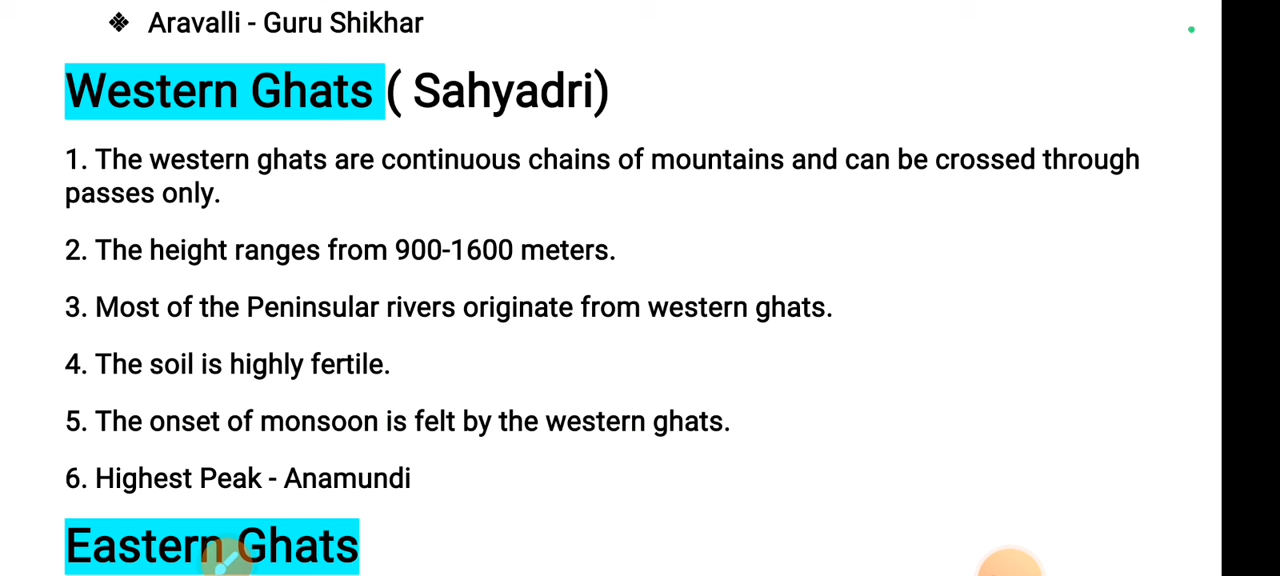 ❖ Aravalli - Guru Shikhar
Western Ghats ( Sahyadri)
1. The western ghats are continuous chains of mountains and can be crossed through
passes only.
2. The height ranges from 900-1600 meters.
3. Most of the Peninsular rivers originate from western ghats.
4. The soil is highly fertile.
5. The onset of monsoon is felt by the western ghats.
6. Highest Peak - Anamundi
Eastern Ghats